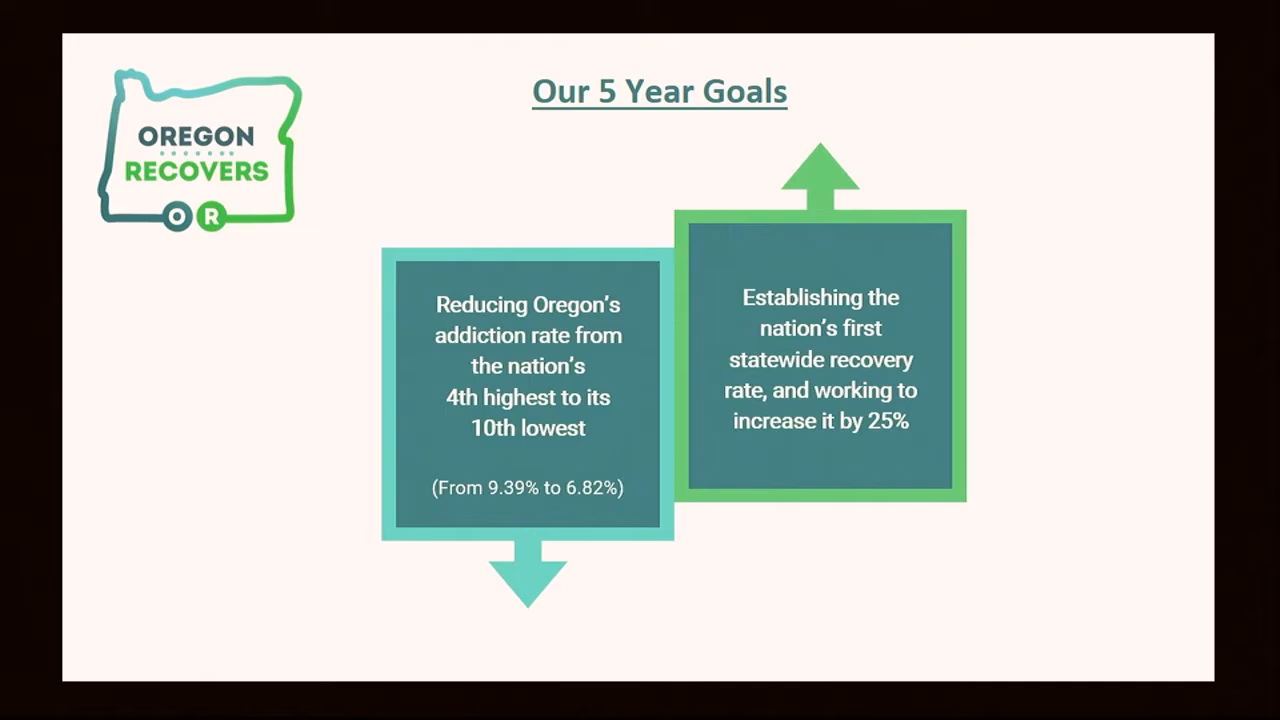 Our 5 Year Goals
OREGON
RECOVERS
O R
Reducing Oregon’s
addiction rate from
the nation’s
4th highest to its
10th lowest
(From 9.39% to 6.82%)
Establishing the
nation’s first
statewide recovery
rate, and working to
increase it by 25%